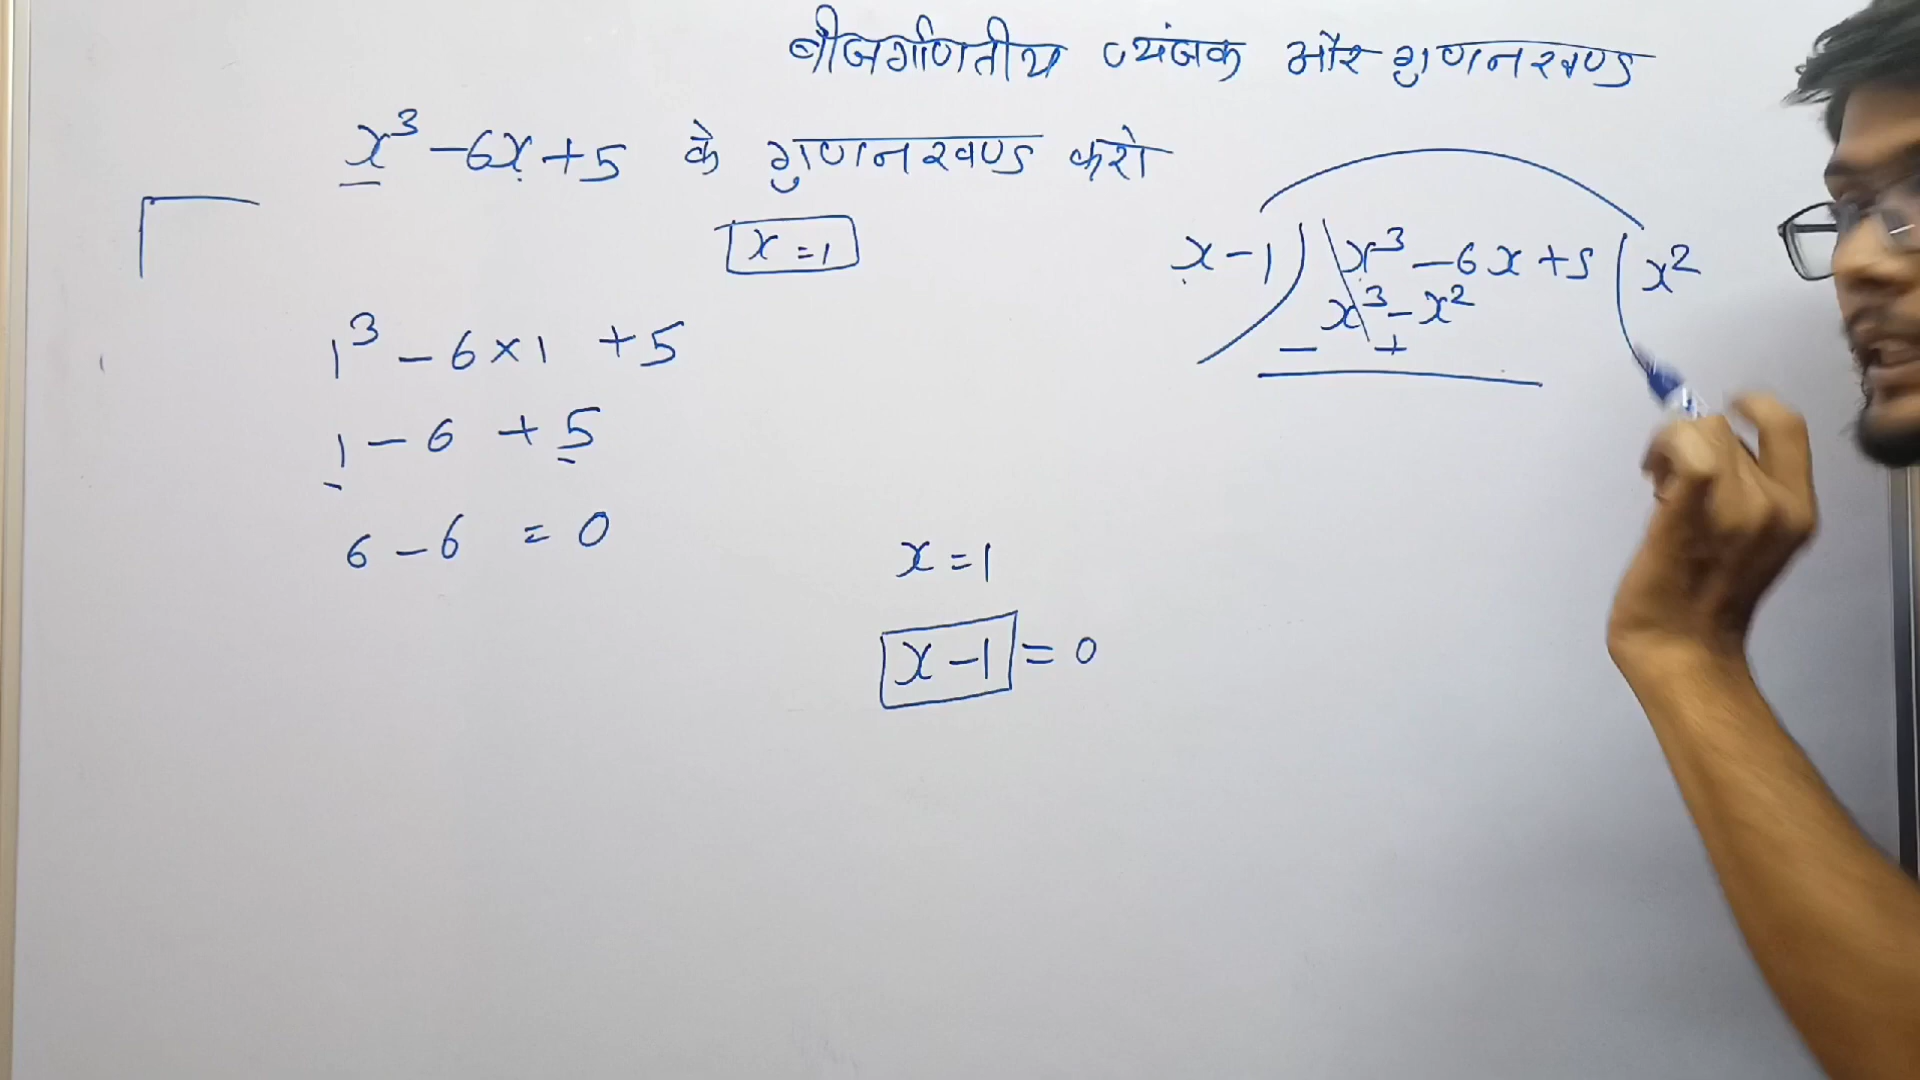 बीजगणितीय व्यंजक और गुणनखण्ड
x³ - 6x + 5 के गुणनखण्ड करो
x = 1
1³ - 6 × 1 + 5
1 - 6 + 5
6 - 6 = 0
x = 1
x - 1 = 0
x - 1 ) x³ - 6x + 5 ( x²
x³ - x²
- +